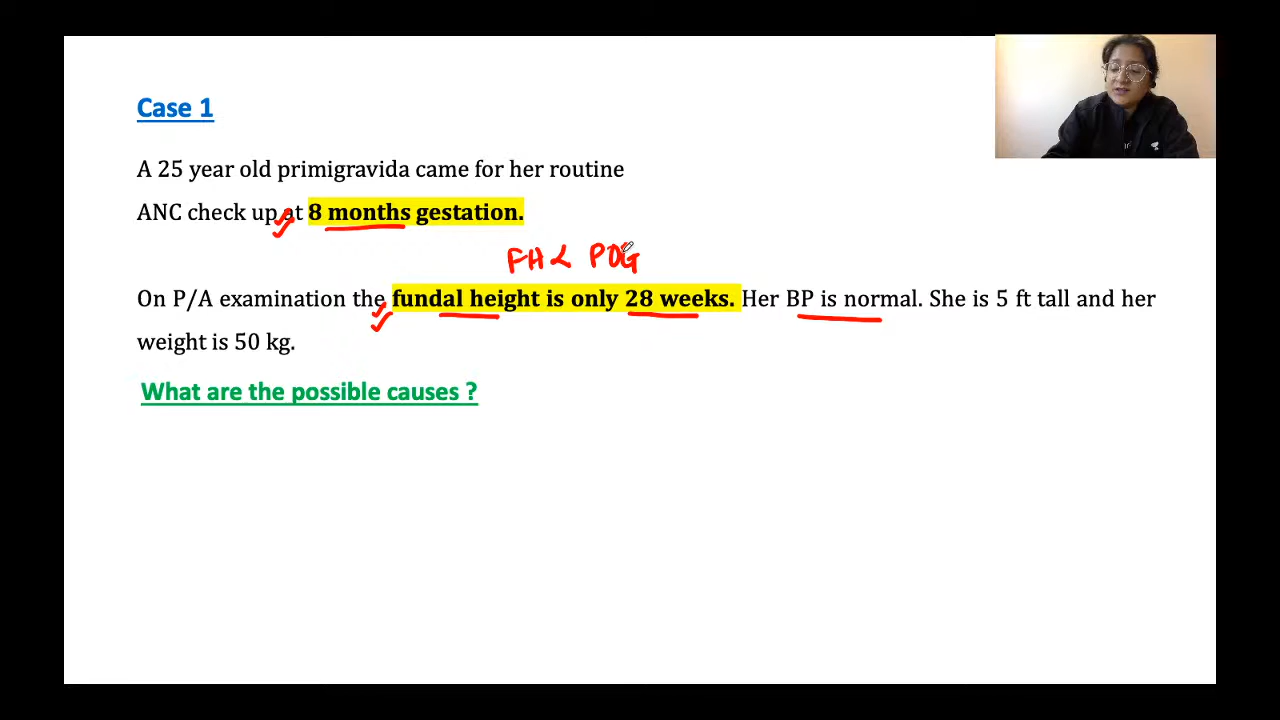 Case 1
A 25 year old primigravida came for her routine
ANC check up at 8 months gestation.
FH < POG
On P/A examination the fundal height is only 28 weeks. Her BP is normal. She is 5 ft tall and her
weight is 50 kg.
What are the possible causes ?